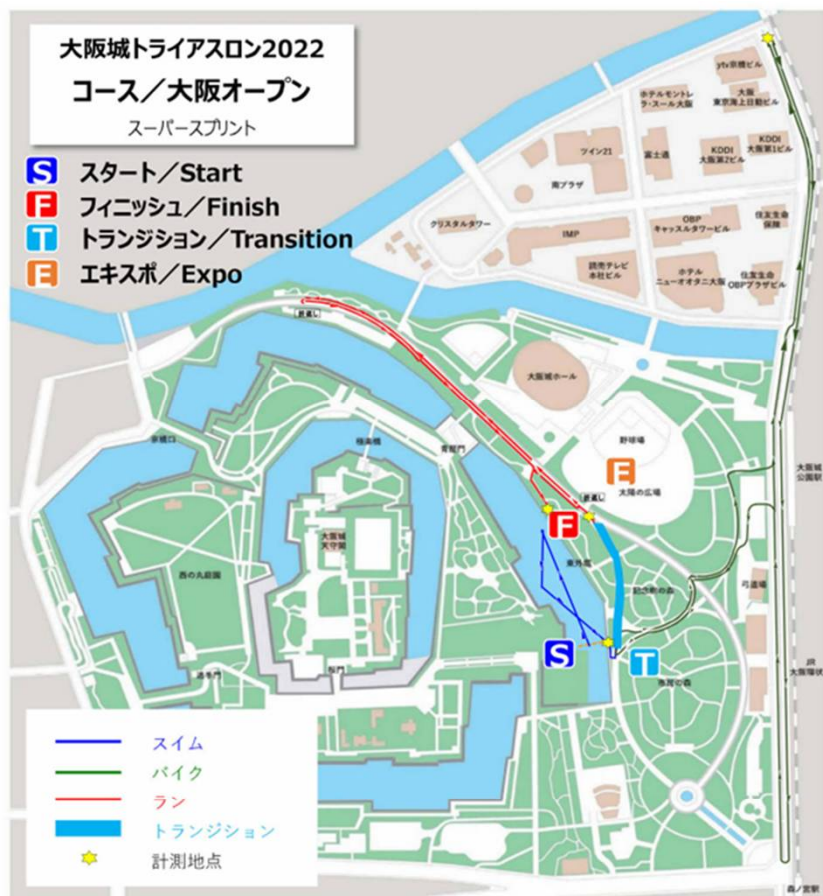 大阪城トライアスロン2022
コース／大阪オープン
スーパースプリント
S スタート／Start
F フィニッシュ／Finish
T トランジション／Transition
E エキスポ／Expo
ytv京橋ビル
ホテルモントレ
ラ・スール大阪
大阪
東京海上日動ビル
ツイン21
富士通
KDDI
大阪第2ビル
KDDI
大阪第1ビル
南プラザ
クリスタルタワー
IMP
OBP
キャッスルタワービル
住友生命
保険
読売テレビ
本社ビル
ホテル
ニューオオタニ大阪
住友生命
OBPプラザビル
折返し
大阪城ホール
京橋口
極楽橋
青屋門
野球場
E
太陽の広場
大阪城
公園駅
折返し
F
大阪城
天守閣
西の丸庭園
東外堀
記念樹の森
弓道場
S
T
追手門
桜門
市民の森
JR
大阪環状
スイム
バイク
ラン
トランジション
計測地点
森ノ宮駅